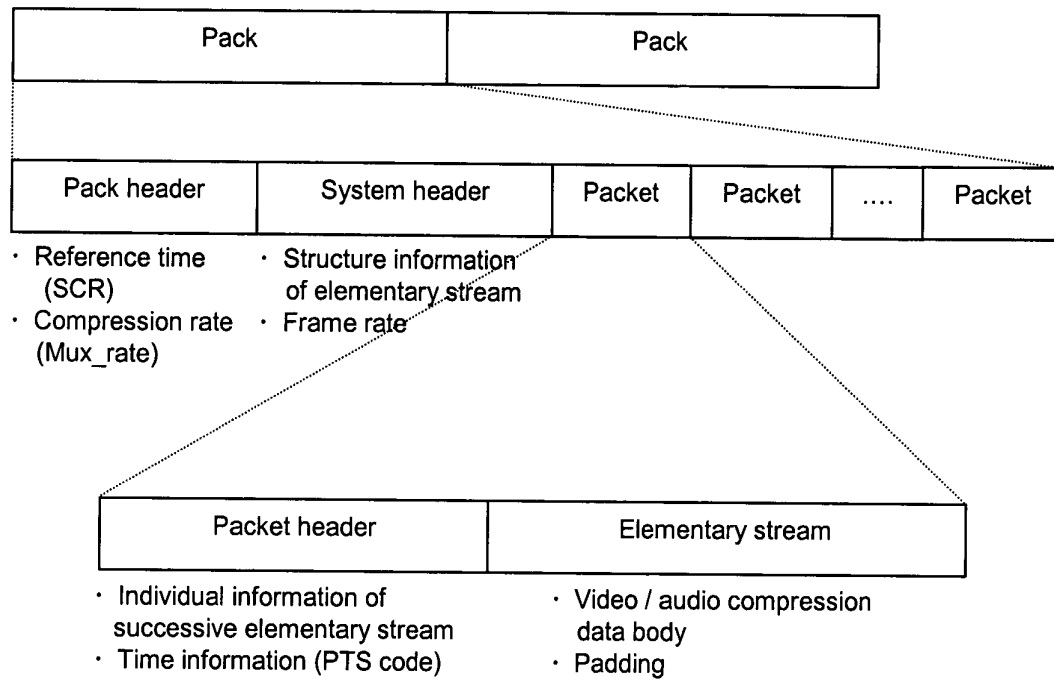 Pack
Pack
Pack header
System header
Packet
Packet
....
Packet
· Reference time
(SCR)
· Compression rate
(Mux_rate)
· Structure information
of elementary stream
· Frame rate
Packet header
Elementary stream
· Individual information of
successive elementary stream
· Time information (PTS code)
· Video / audio compression
data body
· Padding